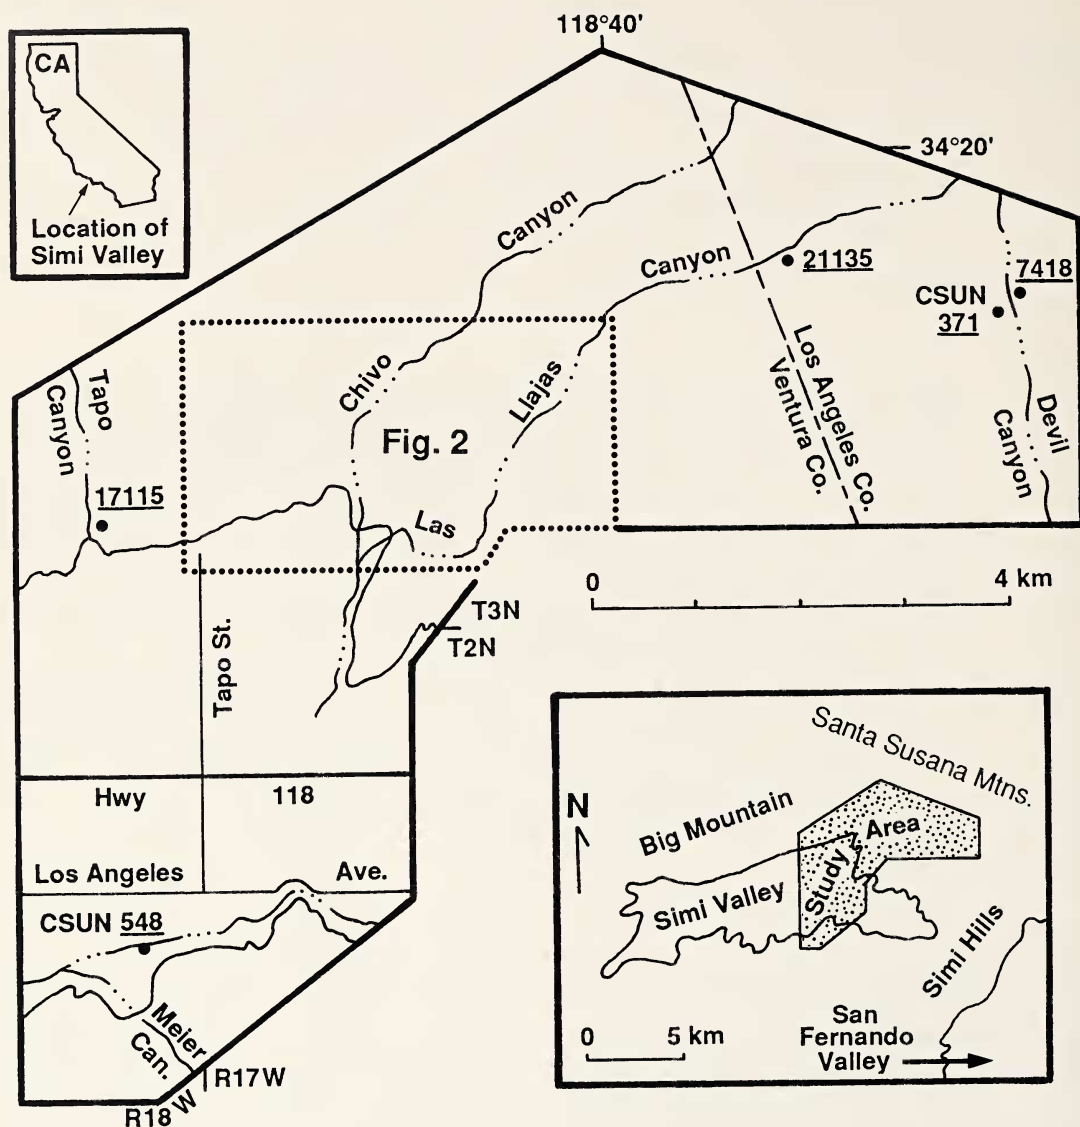 118°40'
CA
Location of
Simi Valley
34°20'
Canyon
Canyon
21135
7418
CSUN
371
Chivo
Llajas
Los Angeles Co.
Ventura Co.
Devil
Canyon
Tapo
Canyon
Fig. 2
17115
Las
0 4 km
T3N
T2N
Tapo St.
Hwy 118
Los Angeles Ave.
CSUN 548
Meier
Can.
R17W
R18W
Santa Susana Mtns.
N
Big Mountain
Study Area
Simi Valley
Simi Hills
0 5 km
San
Fernando
Valley